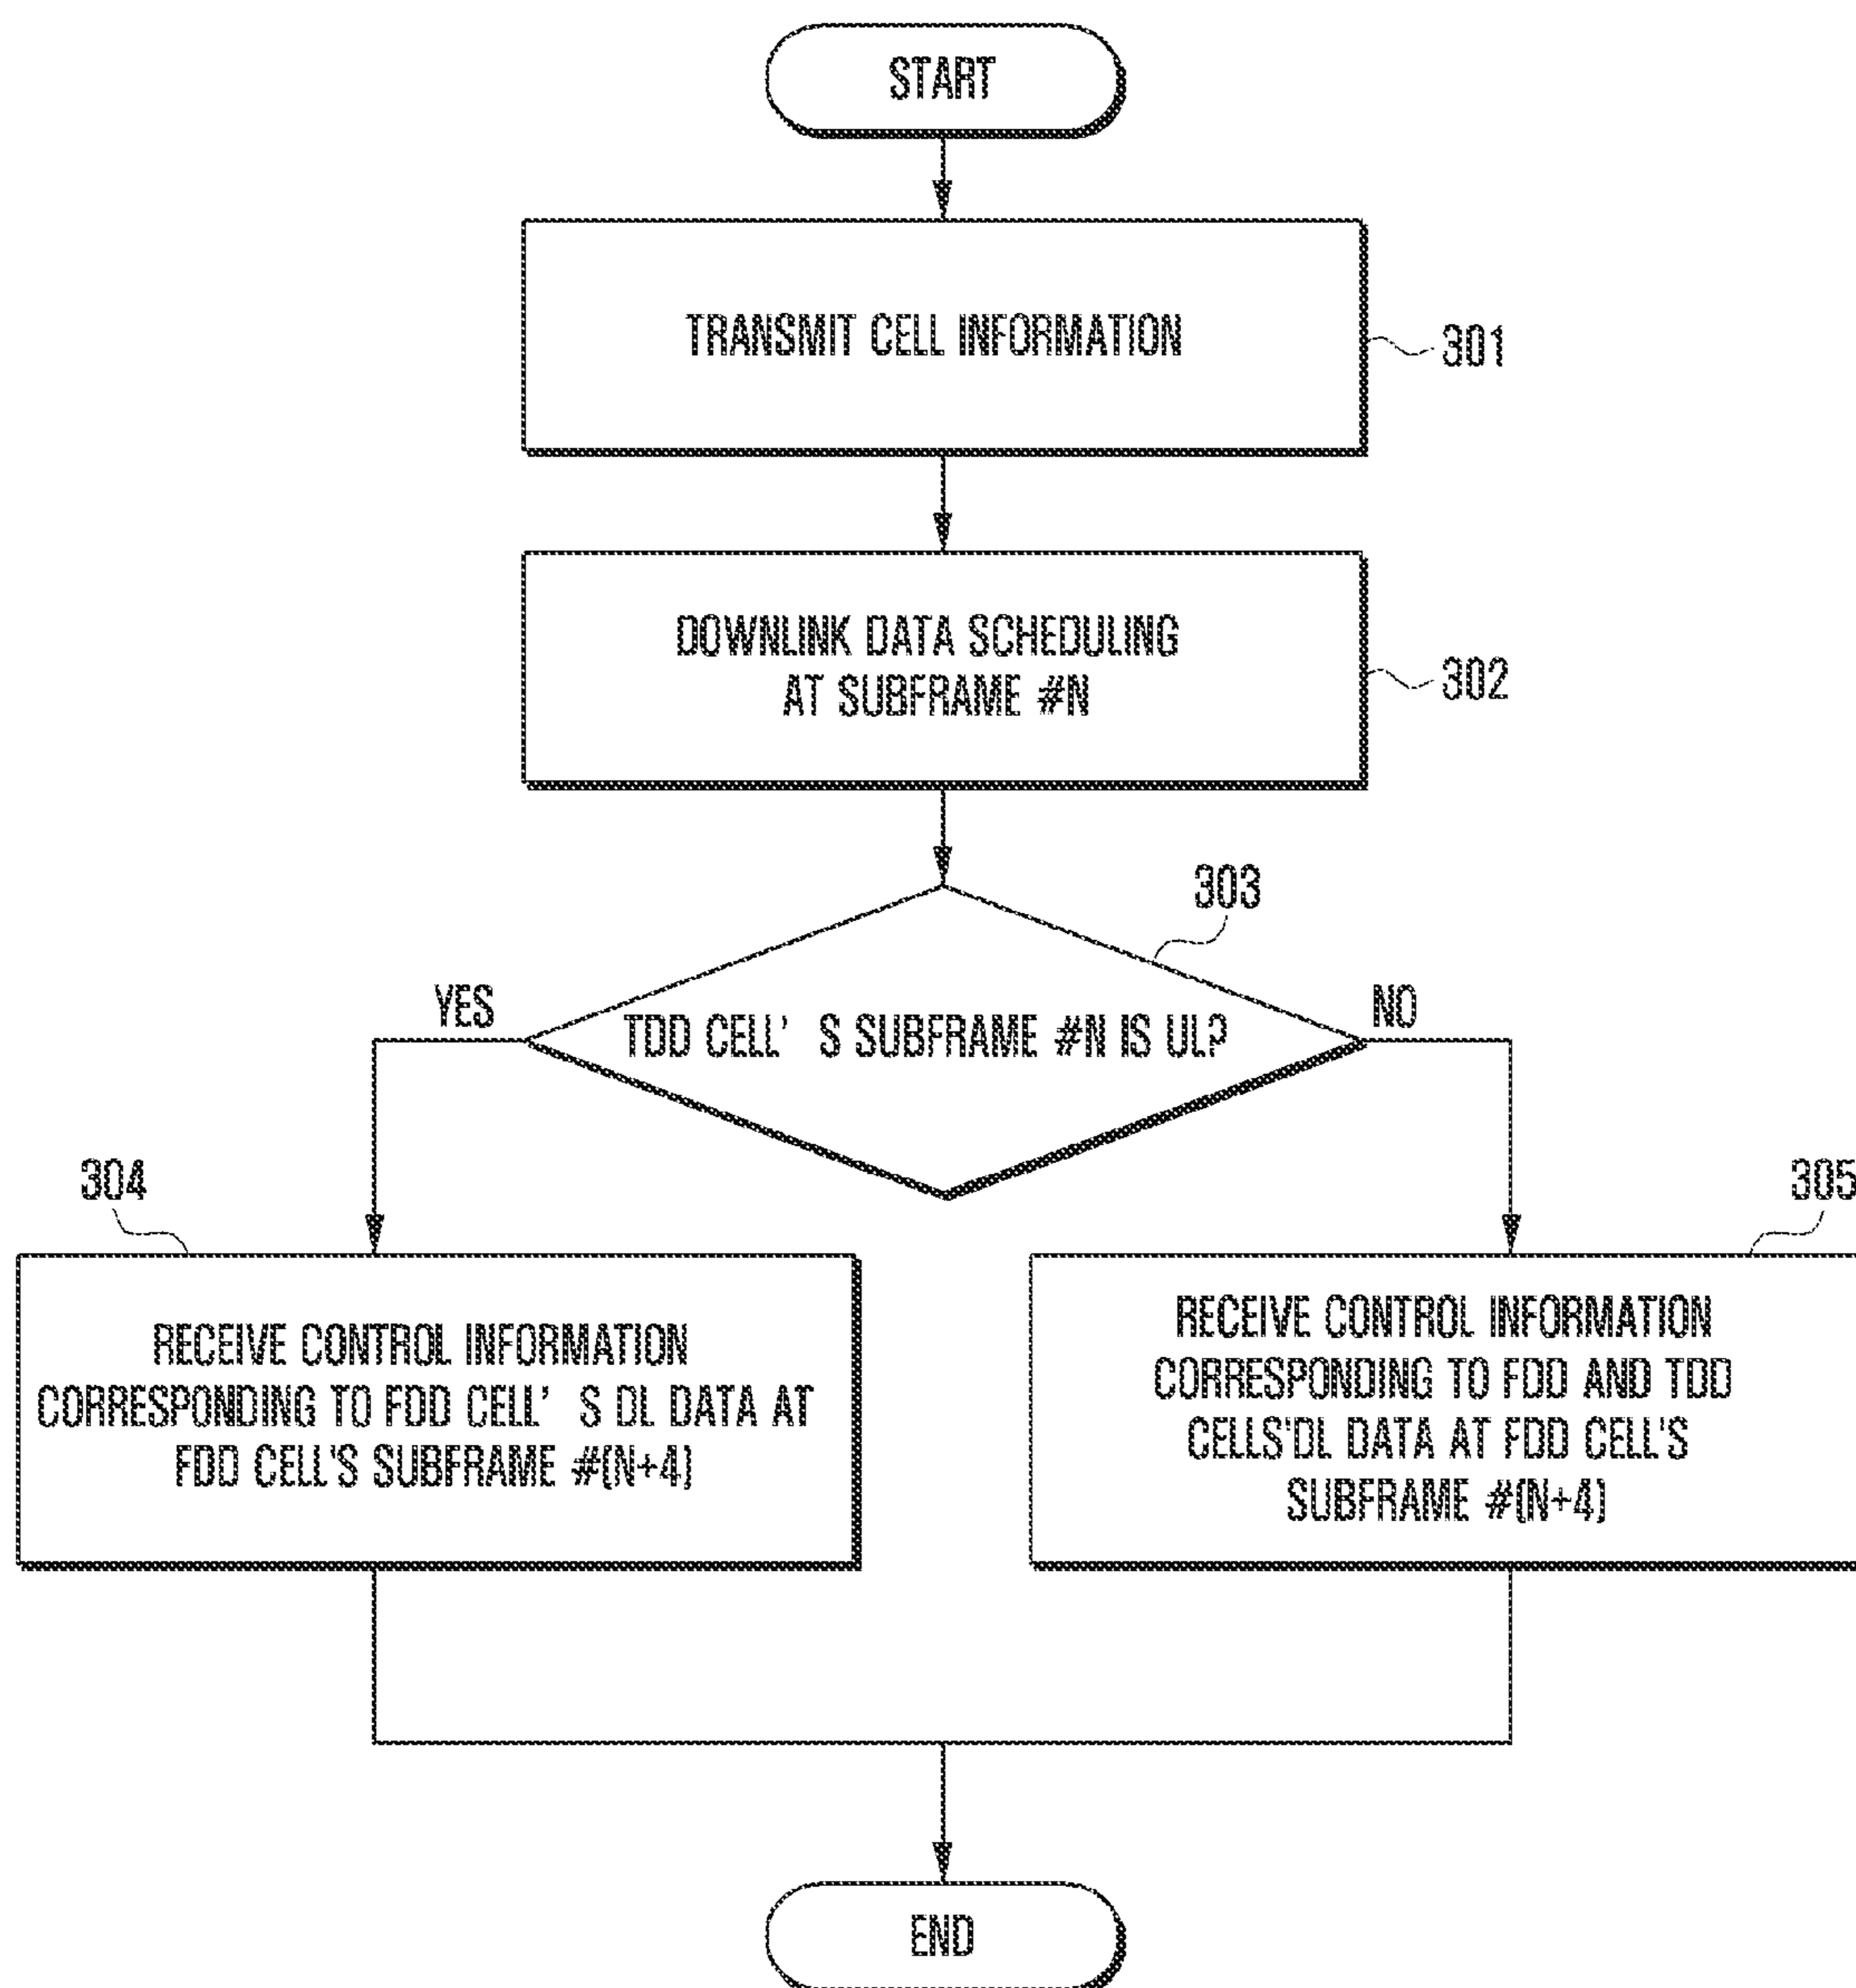 START
TRANSMIT CELL INFORMATION
301
DOWNLINK DATA SCHEDULING
AT SUBFRAME #N
302
303
YES
TDD CELL' S SUBFRAME #N IS UL?
NO
304
305
RECEIVE CONTROL INFORMATION
CORRESPONDING TO FDD CELL' S DL DATA AT
FDD CELL'S SUBFRAME #(N+4)
RECEIVE CONTROL INFORMATION
CORRESPONDING TO FDD AND TDD
CELLS'DL DATA AT FDD CELL'S
SUBFRAME #(N+4)
END